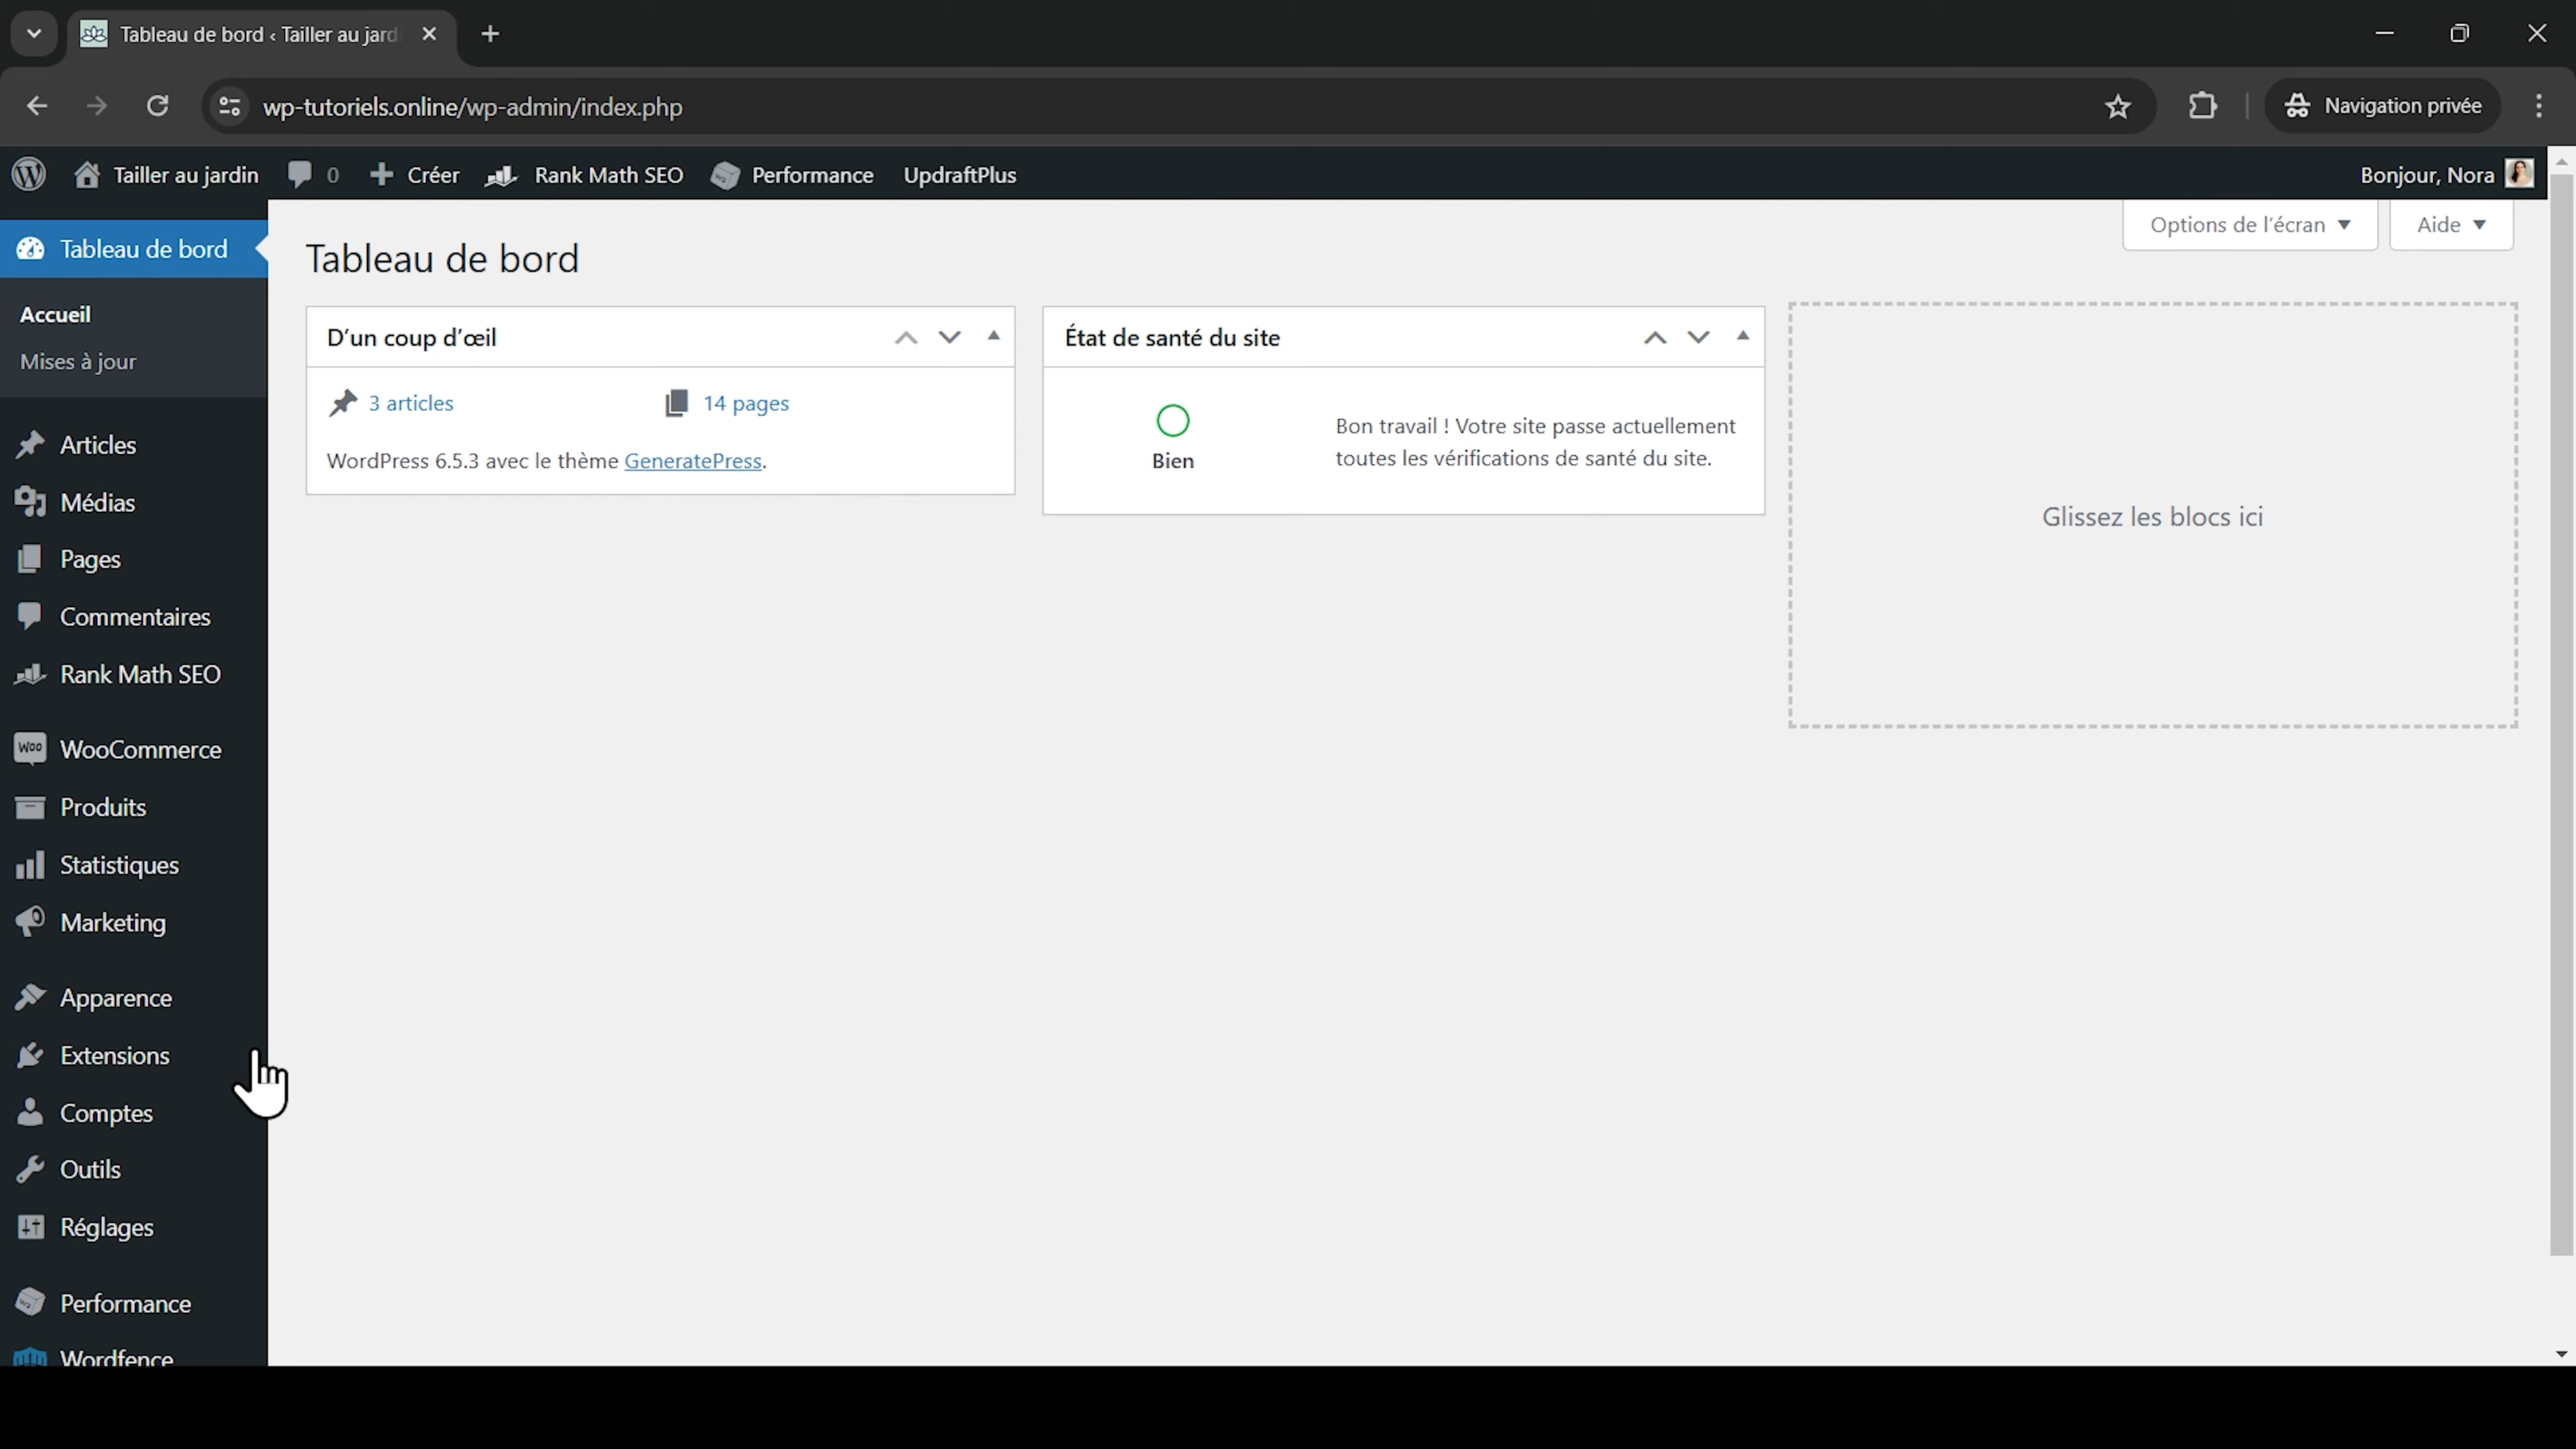 Tableau de bord ‹ Tailler au jard
wp-tutoriels.online/wp-admin/index.php
Navigation privée
Tailler au jardin
0
Créer
Rank Math SEO
Performance
UpdraftPlus
Bonjour, Nora
Tableau de bord
Accueil
Mises à jour
Articles
Médias
Pages
Commentaires
Rank Math SEO
WooCommerce
Produits
Statistiques
Marketing
Apparence
Extensions
Comptes
Outils
Réglages
Performance
Wordfence
Options de l'écran
Aide
Tableau de bord
D'un coup d'œil
3 articles
14 pages
WordPress 6.5.3 avec le thème GeneratePress.
État de santé du site
Bien
Bon travail ! Votre site passe actuellement
toutes les vérifications de santé du site.
Glissez les blocs ici